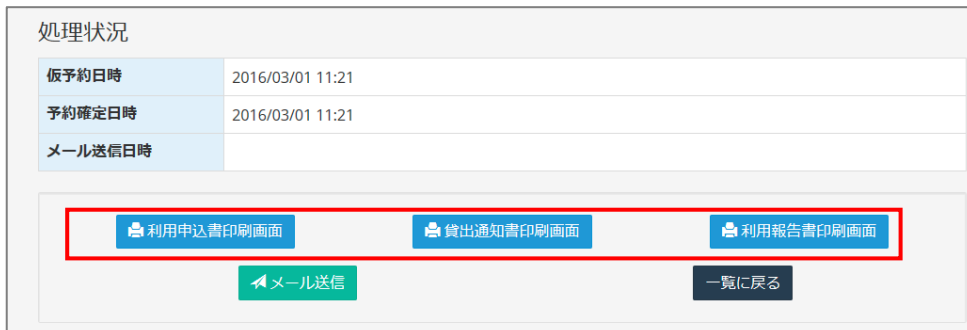 処理状況
仮予約日時 2016/03/01 11:21
予約確定日時 2016/03/01 11:21
メール送信日時
利用申込書印刷画面 貸出通知書印刷画面 利用報告書印刷画面
メール送信 一覧に戻る